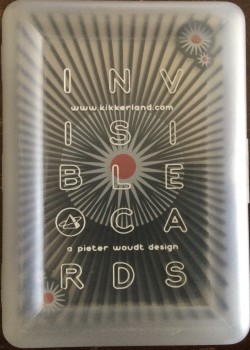 INV
www.kikkerland.com
ISI
BLE
CA
a pieter woudt design
RDS